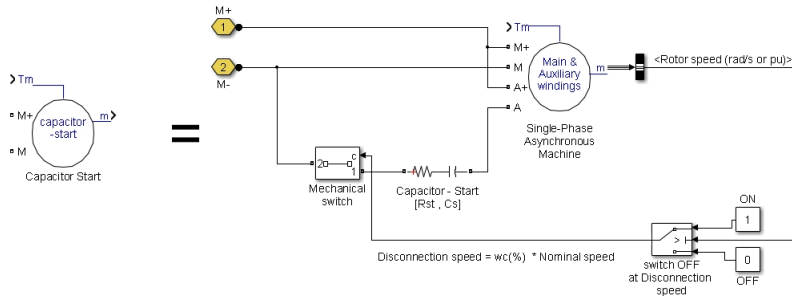 Tm
M+
M
capacitor
-start
m
Capacitor Start
=
M+
1
2
M-
Tm
M+
M
A+
A
Main &
Auxiliary
windings
m
Single-Phase
Asynchronous
Machine
<Rotor speed (rad/s or pu)>
2
c
1
Mechanical
switch
Capacitor - Start
[Rst , Cs]
Disconnection speed = wc(%) * Nominal speed
> I
switch OFF
at Disconnection
speed
ON
1
0
OFF